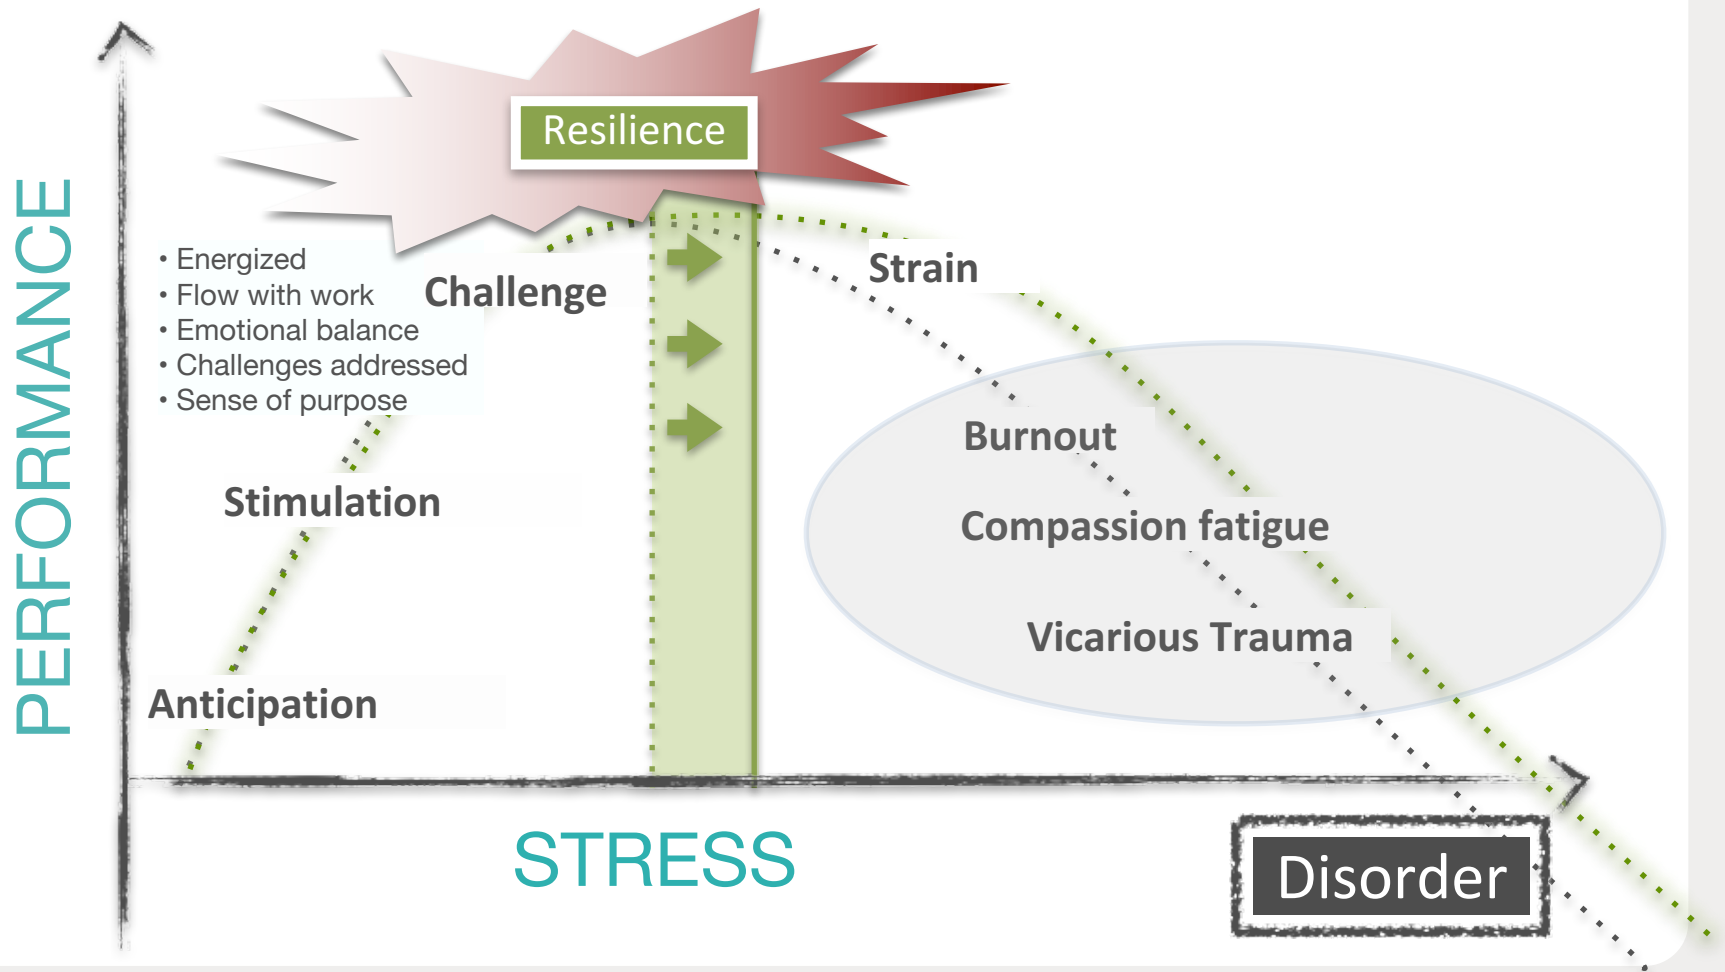 Resilience
PERFORMANCE
• Energized
• Flow with work
• Emotional balance
• Challenges addressed
• Sense of purpose
Challenge
Strain
Burnout
Stimulation
Compassion fatigue
Vicarious Trauma
Anticipation
STRESS
Disorder